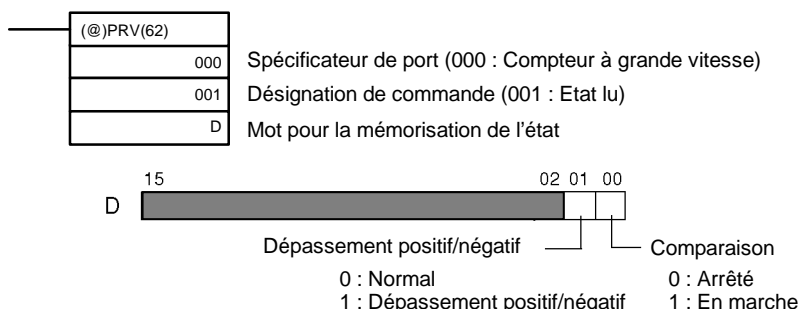 (@)PRV(62)
000 Spécificateur de port (000 : Compteur à grande vitesse)
001 Désignation de commande (001 : Etat lu)
D Mot pour la mémorisation de l'état
15 02 01 00
D
Dépassement positif/négatif Comparaison
0 : Normal 0 : Arrêté
1 : Dépassement positif/négatif 1 : En marche